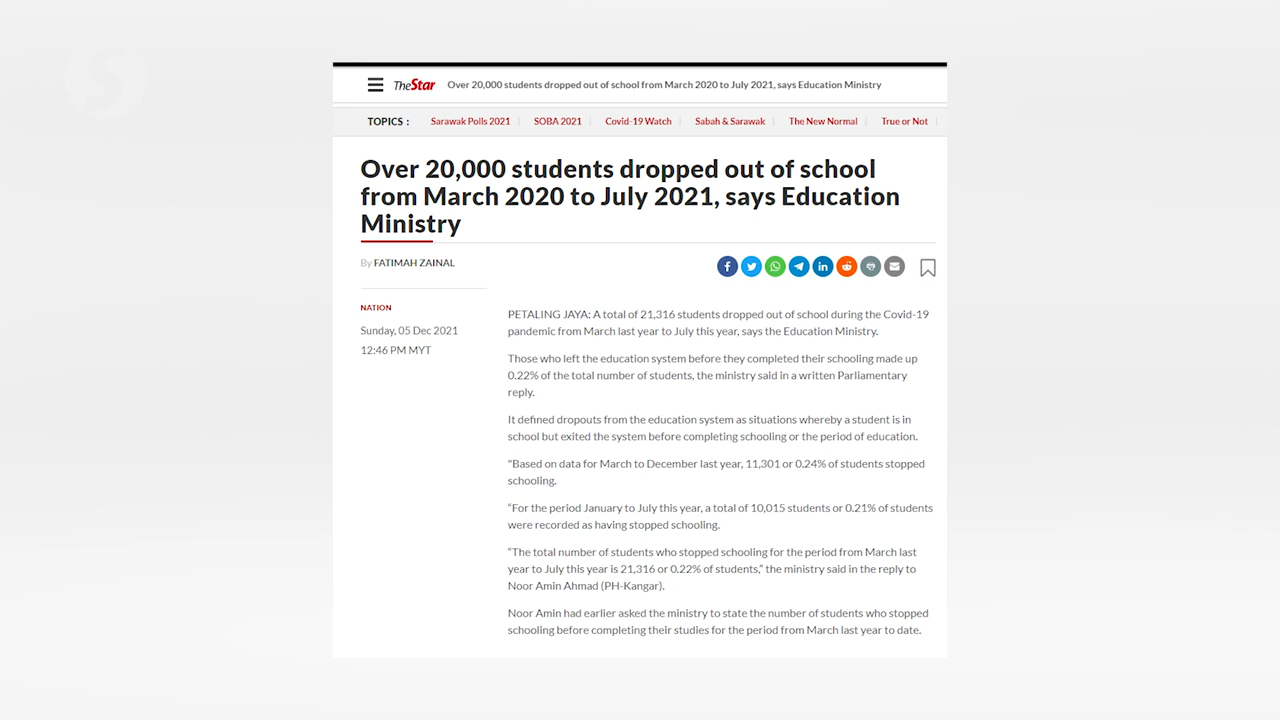 TheStar Over 20,000 students dropped out of school from March 2020 to July 2021, says Education Ministry
TOPICS : Sarawak Polls 2021 | SOBA 2021 | Covid-19 Watch | Sabah & Sarawak | The New Normal | True or Not |
Over 20,000 students dropped out of school
from March 2020 to July 2021, says Education
Ministry
By FATIMAH ZAINAL
NATION
Sunday, 05 Dec 2021
12:46 PM MYT
PETALING JAYA: A total of 21,316 students dropped out of school during the Covid-19
pandemic from March last year to July this year, says the Education Ministry.
Those who left the education system before they completed their schooling made up
0.22% of the total number of students, the ministry said in a written Parliamentary
reply.
It defined dropouts from the education system as situations whereby a student is in
school but exited the system before completing schooling or the period of education.
"Based on data for March to December last year, 11,301 or 0.24% of students stopped
schooling.
"For the period January to July this year, a total of 10,015 students or 0.21% of students
were recorded as having stopped schooling.
"The total number of students who stopped schooling for the period from March last
year to July this year is 21,316 or 0.22% of students," the ministry said in the reply to
Noor Amin Ahmad (PH-Kangar).
Noor Amin had earlier asked the ministry to state the number of students who stopped
schooling before completing their studies for the period from March last year to date.